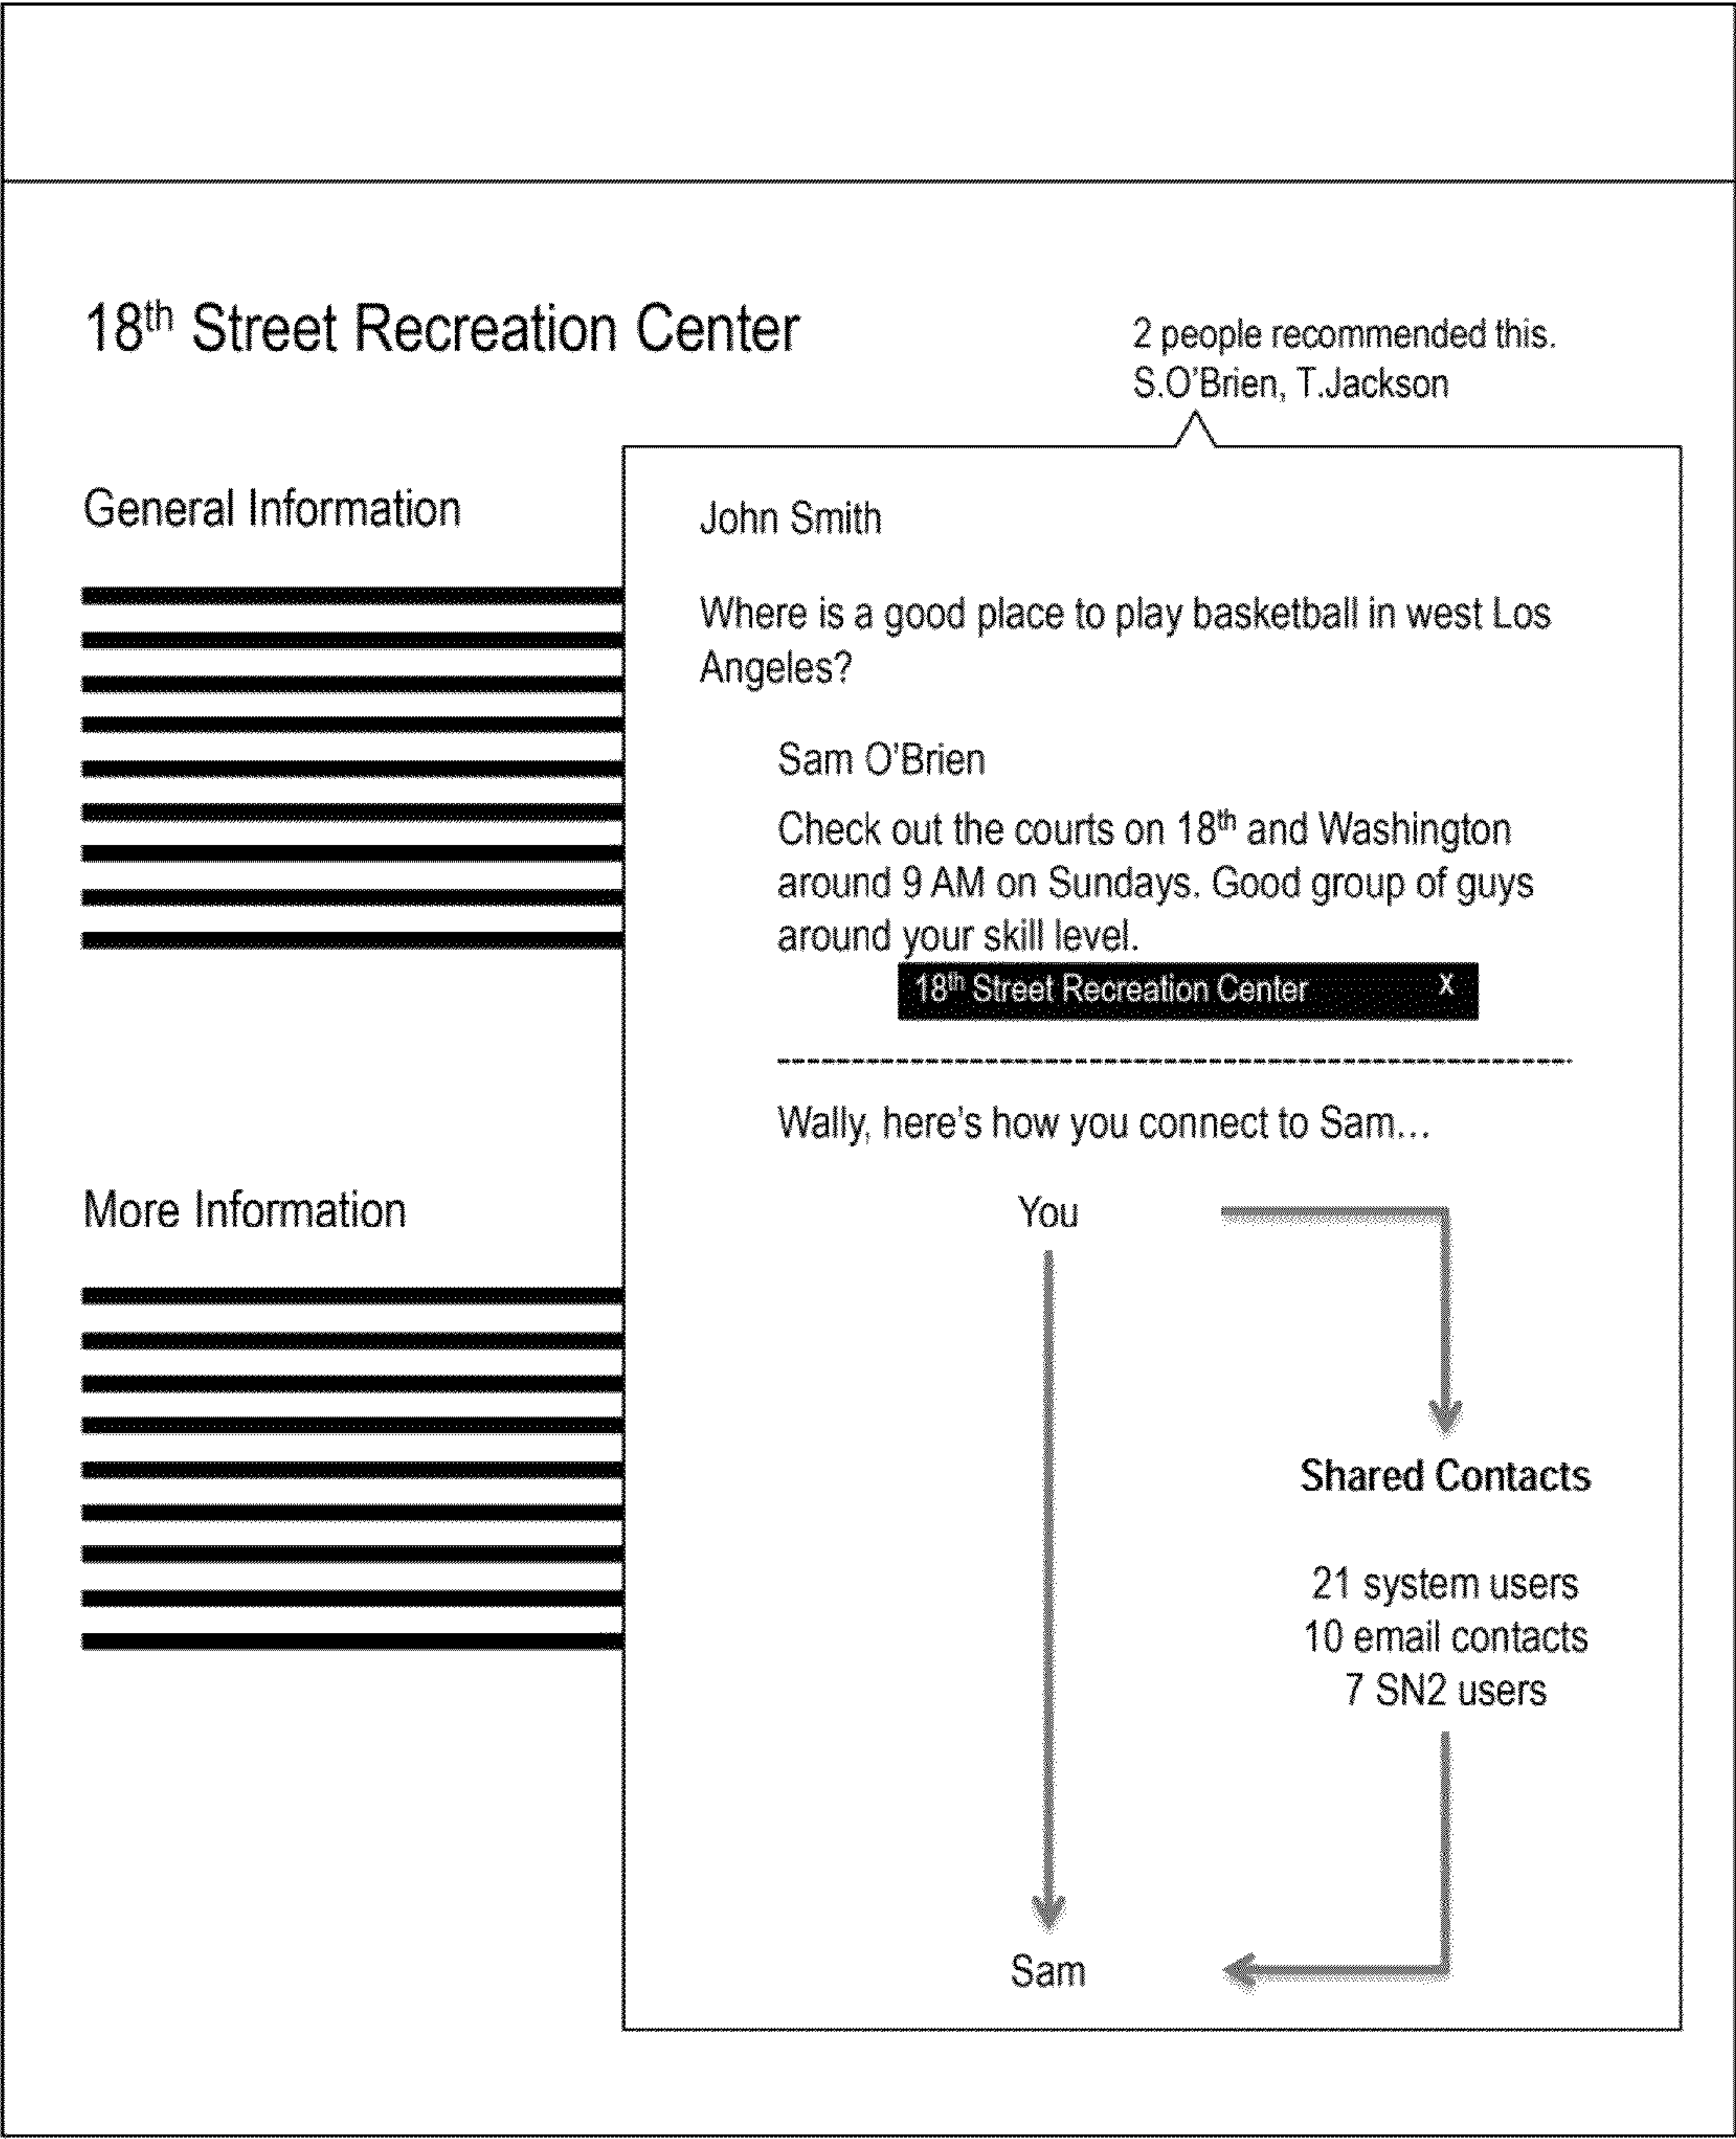 18th Street Recreation Center
2 people recommended this.
S.O'Brien, T.Jackson
General Information
John Smith
Where is a good place to play basketball in west Los
Angeles?
Sam O'Brien
Check out the courts on 18th and Washington
around 9 AM on Sundays. Good group of guys
around your skill level.
18th Street Recreation Center X
Wally, here's how you connect to Sam...
More Information
You
Shared Contacts
21 system users
10 email contacts
7 SN2 users
Sam